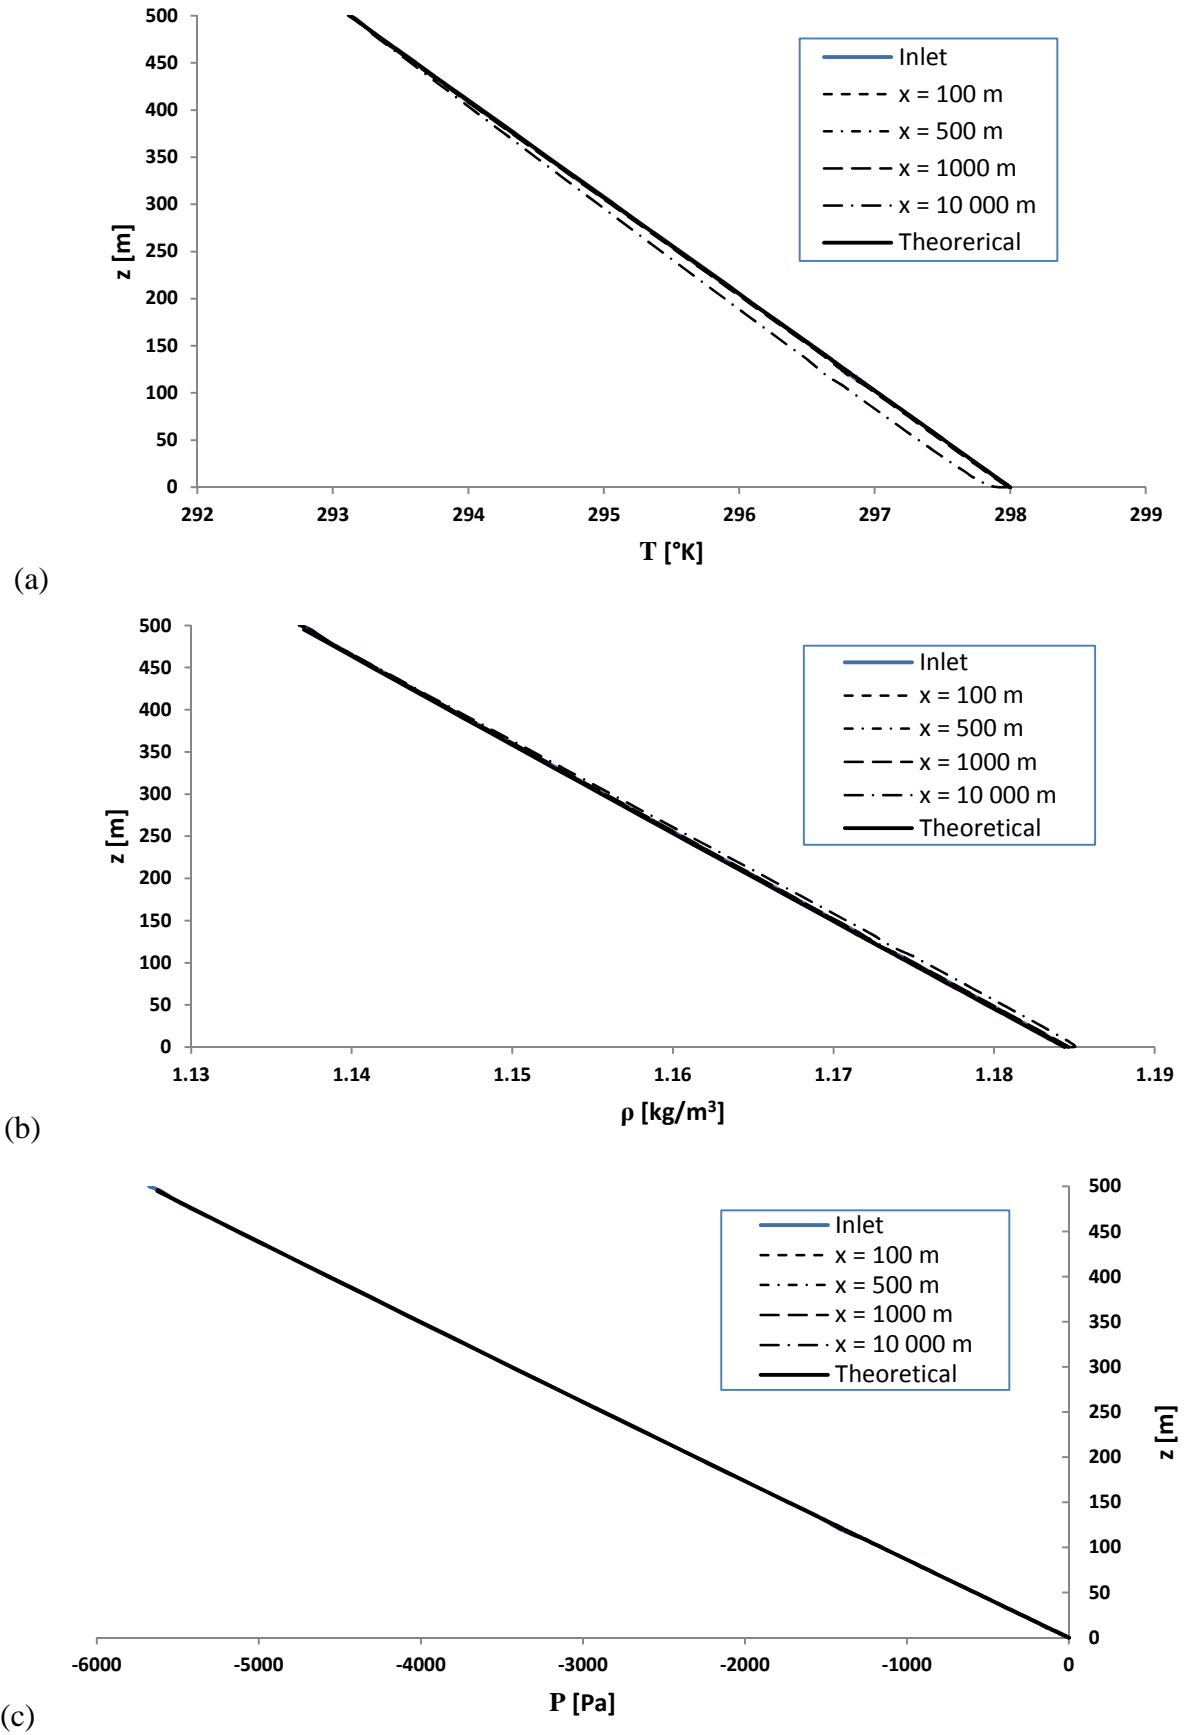 500
450
400
350
300
250
200
150
100
50
0
z [m]
292 293 294 295 296 297 298 299
T [°K]
Inlet
x = 100 m
x = 500 m
x = 1000 m
x = 10 000 m
Theorerical
(a)
500
450
400
350
300
250
200
150
100
50
0
z [m]
1.13 1.14 1.15 1.16 1.17 1.18 1.19
ρ [kg/m³]
Inlet
x = 100 m
x = 500 m
x = 1000 m
x = 10 000 m
Theoretical
(b)
Inlet
x = 100 m
x = 500 m
x = 1000 m
x = 10 000 m
Theoretical
500
450
400
350
300
250
200
150
100
50
0
z [m]
-6000 -5000 -4000 -3000 -2000 -1000 0
P [Pa]
(c)